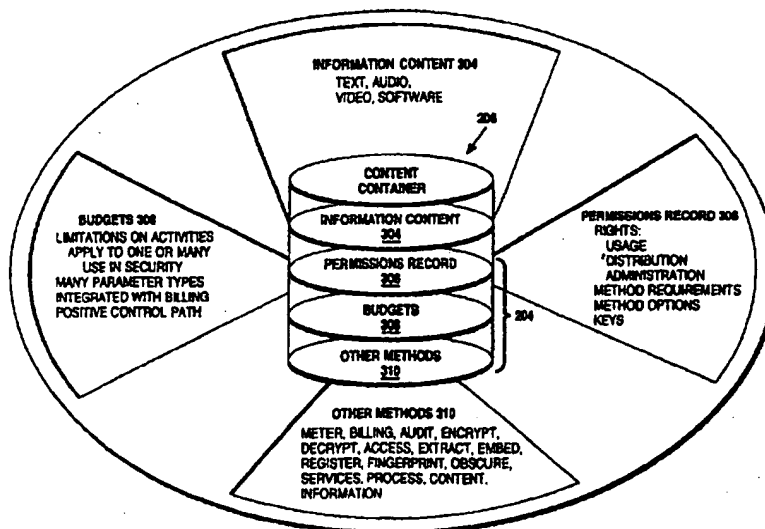 INFORMATION CONTENT 304
TEXT, AUDIO,
VIDEO, SOFTWARE
206
CONTENT
CONTAINER
INFORMATION CONTENT
304
PERMISSIONS RECORD
306
BUDGETS
308
OTHER METHODS
310
204
BUDGETS 308
LIMITATIONS ON ACTIVITIES
APPLY TO ONE OR MANY
USE IN SECURITY
MANY PARAMETER TYPES
INTEGRATED WITH BILLING
POSITIVE CONTROL PATH
PERMISSIONS RECORD 306
RIGHTS:
USAGE
DISTRIBUTION
ADMINISTRATION
METHOD REQUIREMENTS
METHOD OPTIONS
KEYS
OTHER METHODS 310
METER, BILLING, AUDIT, ENCRYPT,
DECRYPT, ACCESS, EXTRACT, EMBED,
REGISTER, FINGERPRINT, OBSCURE,
SERVICES, PROCESS, CONTENT,
INFORMATION